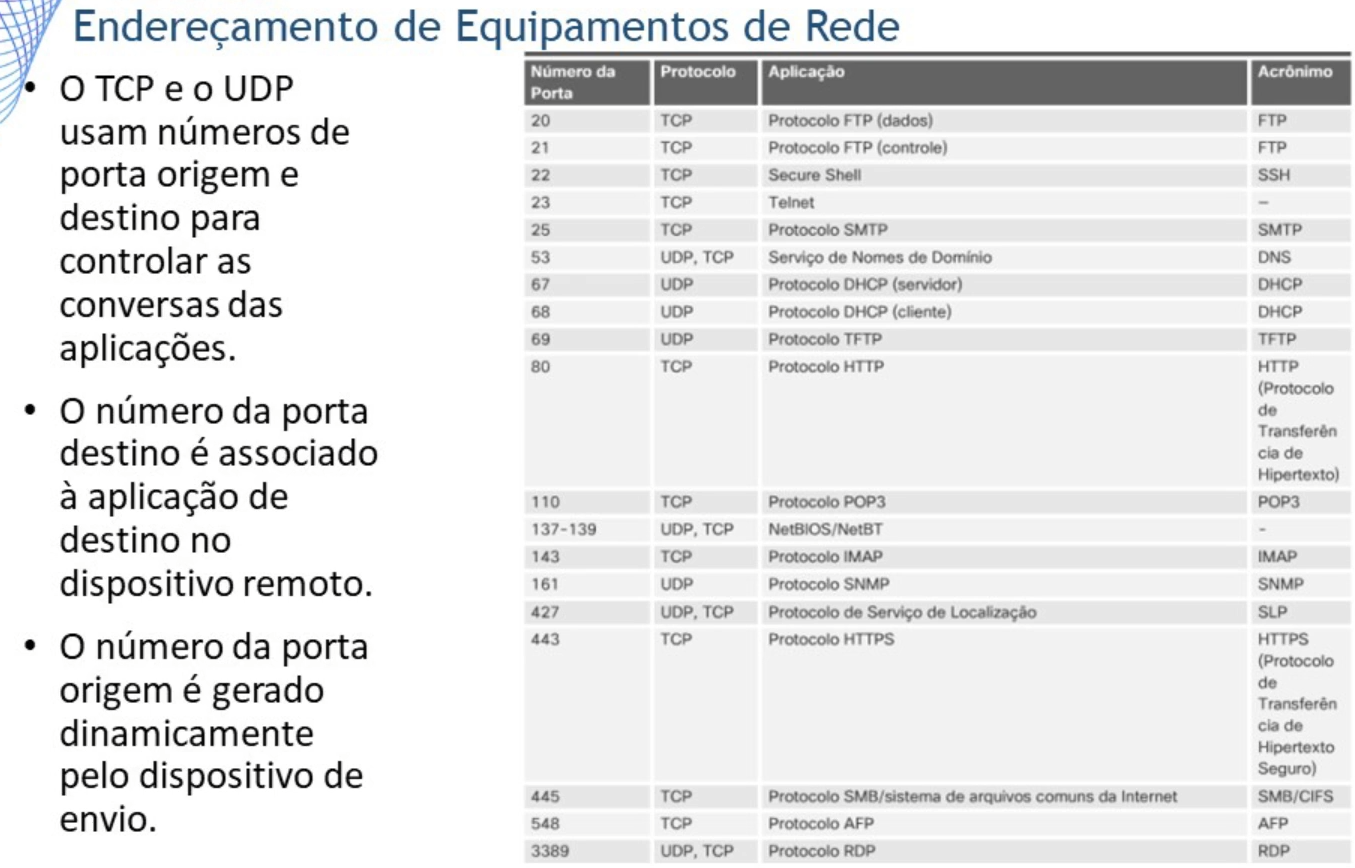 Endereçamento de Equipamentos de Rede
• O TCP e o UDP
usam números de
porta origem e
destino para
controlar as
conversas das
aplicações.
• O número da porta
destino é associado
à aplicação de
destino no
dispositivo remoto.
• O número da porta
origem é gerado
dinamicamente
pelo dispositivo de
envio.
Número da Porta Protocolo Aplicação Acrônimo
20 TCP Protocolo FTP (dados) FTP
21 TCP Protocolo FTP (controle) FTP
22 TCP Secure Shell SSH
23 TCP Telnet –
25 TCP Protocolo SMTP SMTP
53 UDP, TCP Serviço de Nomes de Domínio DNS
67 UDP Protocolo DHCP (servidor) DHCP
68 UDP Protocolo DHCP (cliente) DHCP
69 UDP Protocolo TFTP TFTP
80 TCP Protocolo HTTP HTTP
(Protocolo
de
Transferên
cia de
Hipertexto)
110 TCP Protocolo POP3 POP3
137-139 UDP, TCP NetBIOS/NetBT -
143 TCP Protocolo IMAP IMAP
161 UDP Protocolo SNMP SNMP
427 UDP, TCP Protocolo de Serviço de Localização SLP
443 TCP Protocolo HTTPS HTTPS
(Protocolo
de
Transferên
cia de
Hipertexto
Seguro)
445 TCP Protocolo SMB/sistema de arquivos comuns da Internet SMB/CIFS
548 TCP Protocolo AFP AFP
3389 UDP, TCP Protocolo RDP RDP